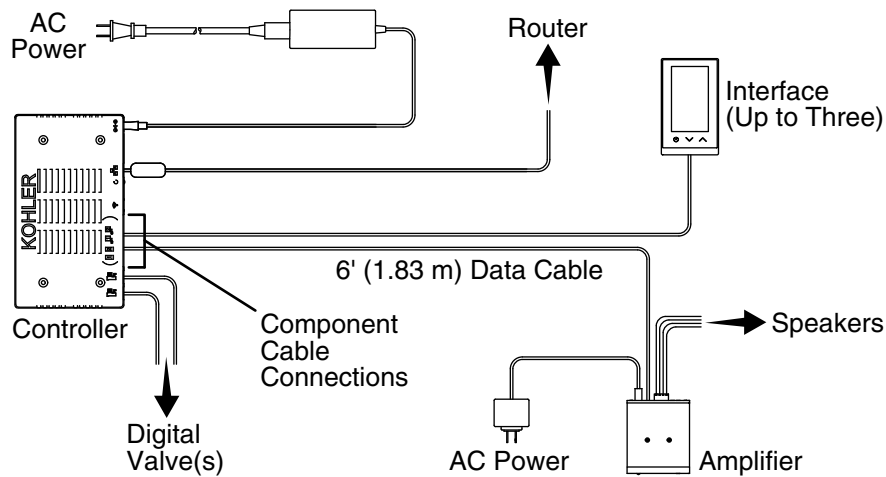 AC
Power
Router
Interface
(Up to Three)
KOHLER
6' (1.83 m) Data Cable
Controller
Component
Cable
Connections
Speakers
Digital
Valve(s)
AC Power
Amplifier